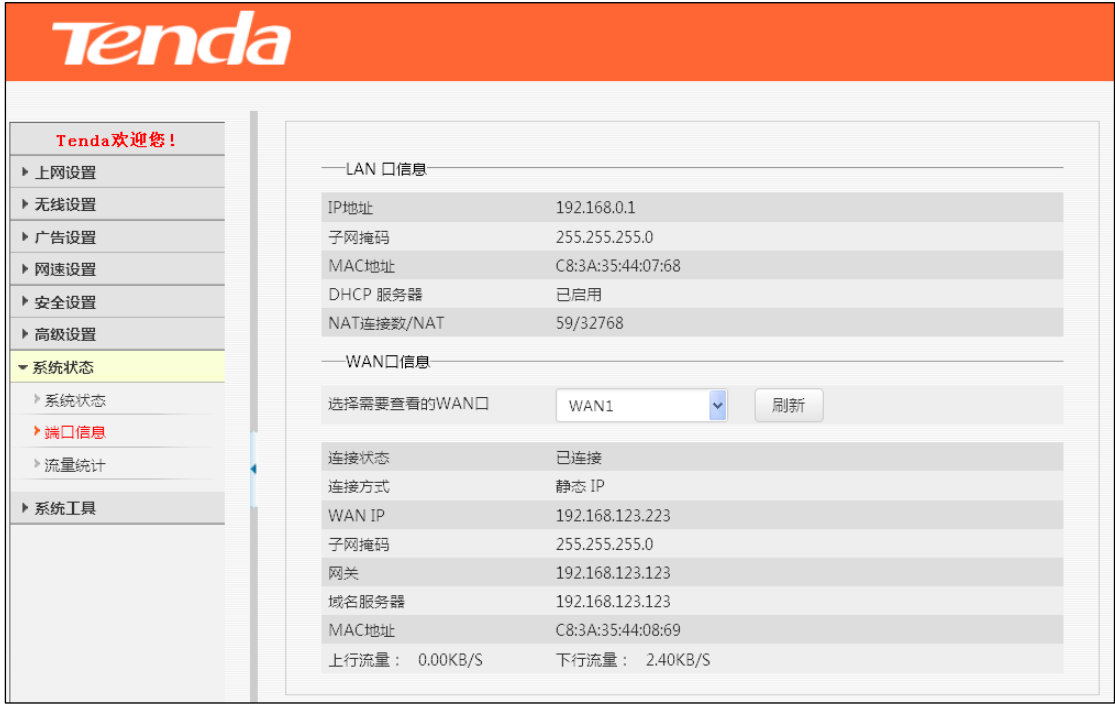 Tenda
Tenda欢迎您!
上网设置
无线设置
广告设置
网速设置
安全设置
高级设置
系统状态
系统状态
端口信息
流量统计
系统工具
LAN 口信息
IP地址 192.168.0.1
子网掩码 255.255.255.0
MAC地址 C8:3A:35:44:07:68
DHCP 服务器 已启用
NAT连接数/NAT 59/32768
WAN口信息
选择需要查看的WAN口 WAN1 刷新
连接状态 已连接
连接方式 静态 IP
WAN IP 192.168.123.223
子网掩码 255.255.255.0
网关 192.168.123.123
域名服务器 192.168.123.123
MAC地址 C8:3A:35:44:08:69
上行流量： 0.00KB/S 下行流量： 2.40KB/S